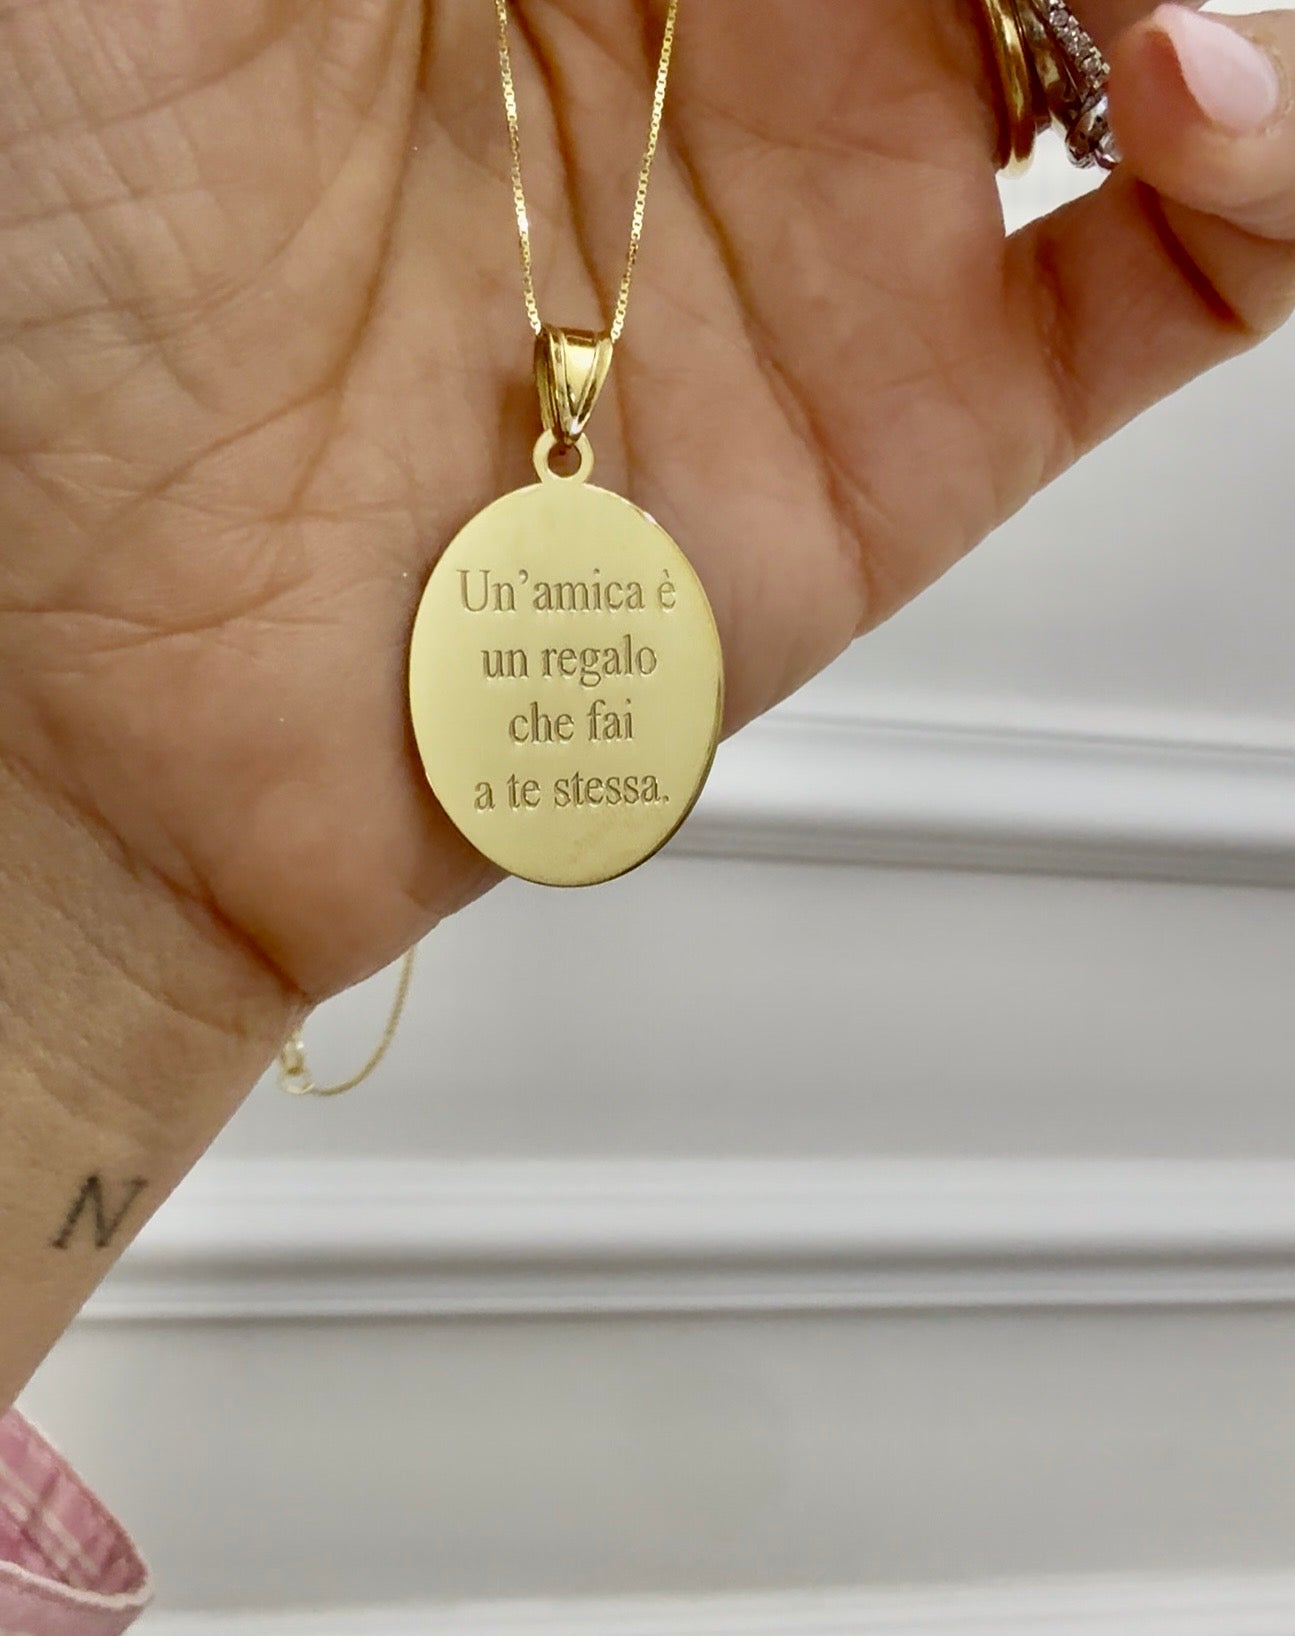 Un’amica è
un regalo
che fai
a te stessa.
N